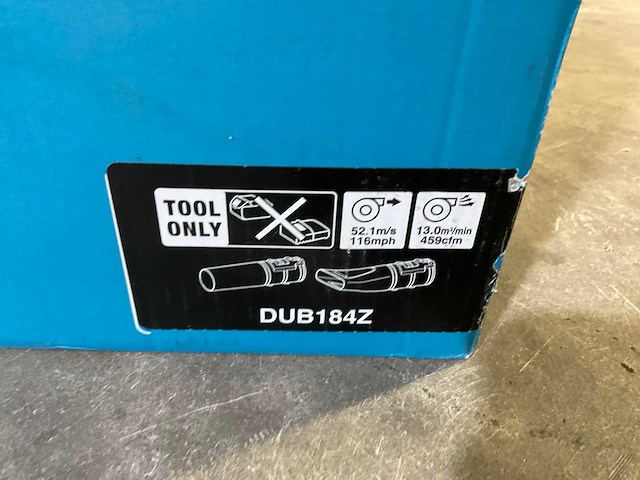 TOOL
ONLY
52.1m/s
116mph
13.0m³/min
459cfm
DUB184Z